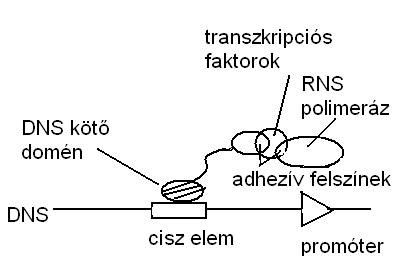 transzkripciós
faktorok
RNS
polimeráz
DNS kötő
domén
adhezív felszínek
DNS
cisz elem
promóter